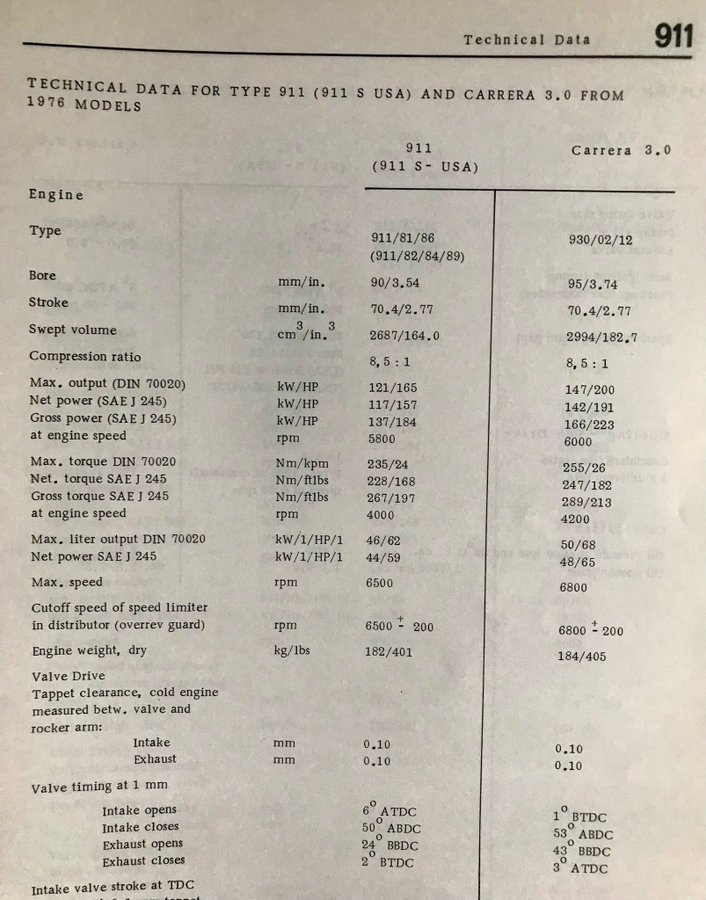 Technical Data 911
TECHNICAL DATA FOR TYPE 911 (911 S USA) AND CARRERA 3.0 FROM
1976 MODELS
911 Carrera 3.0
(911 S- USA)
Engine
Type 911/81/86 930/02/12
(911/82/84/89)
Bore mm/in. 90/3.54 95/3.74
Stroke mm/in. 70.4/2.77 70.4/2.77
Swept volume cm³/in.³ 2687/164.0 2994/182.7
Compression ratio 8,5 : 1 8,5 : 1
Max. output (DIN 70020) kW/HP 121/165 147/200
Net power (SAE J 245) kW/HP 117/157 142/191
Gross power (SAE J 245) kW/HP 137/184 166/223
at engine speed rpm 5800 6000
Max. torque DIN 70020 Nm/kpm 235/24 255/26
Net. torque SAE J 245 Nm/ftlbs 228/168 247/182
Gross torque SAE J 245 Nm/ftlbs 267/197 289/213
at engine speed rpm 4000 4200
Max. liter output DIN 70020 kW/1/HP/1 46/62 50/68
Net power SAE J 245 kW/1/HP/1 44/59 48/65
Max. speed rpm 6500 6800
Cutoff speed of speed limiter
in distributor (overrev guard) rpm 6500 ± 200 6800 ± 200
Engine weight, dry kg/lbs 182/401 184/405
Valve Drive
Tappet clearance, cold engine
measured betw. valve and
rocker arm:
Intake mm 0.10 0.10
Exhaust mm 0.10 0.10
Valve timing at 1 mm
Intake opens 6° ATDC 1° BTDC
Intake closes 50° ABDC 53° ABDC
Exhaust opens 24° BBDC 43° BBDC
Exhaust closes 2° BTDC 3° ATDC
Intake valve stroke at TDC